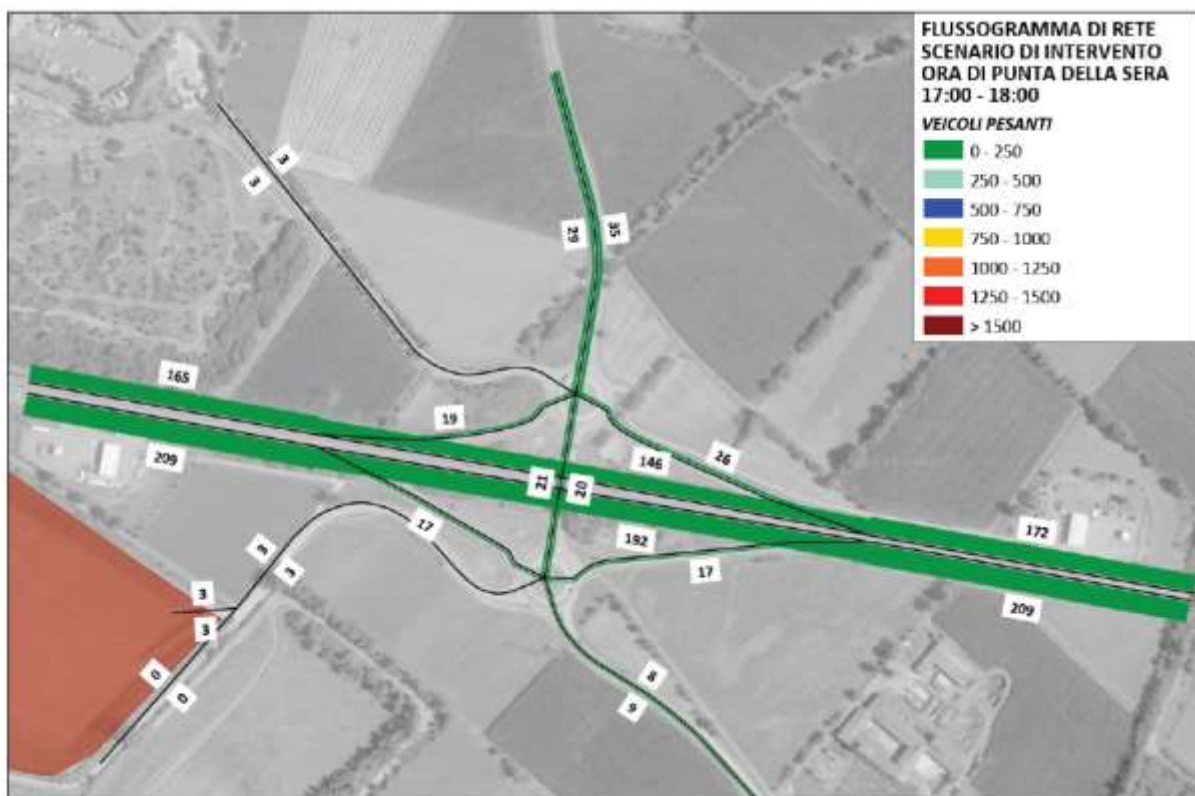 FLUSSOGRAMMA DI RETE
SCENARIO DI INTERVENTO
ORA DI PUNTA DELLA SERA
17:00 - 18:00
VEICOLI PESANTI
0 - 250
250 - 500
500 - 750
750 - 1000
1000 - 1250
1250 - 1500
> 1500
3
3
29
35
165
19
146
26
209
21
20
172
17
192
17
209
3
3
3
3
0
0
8
9